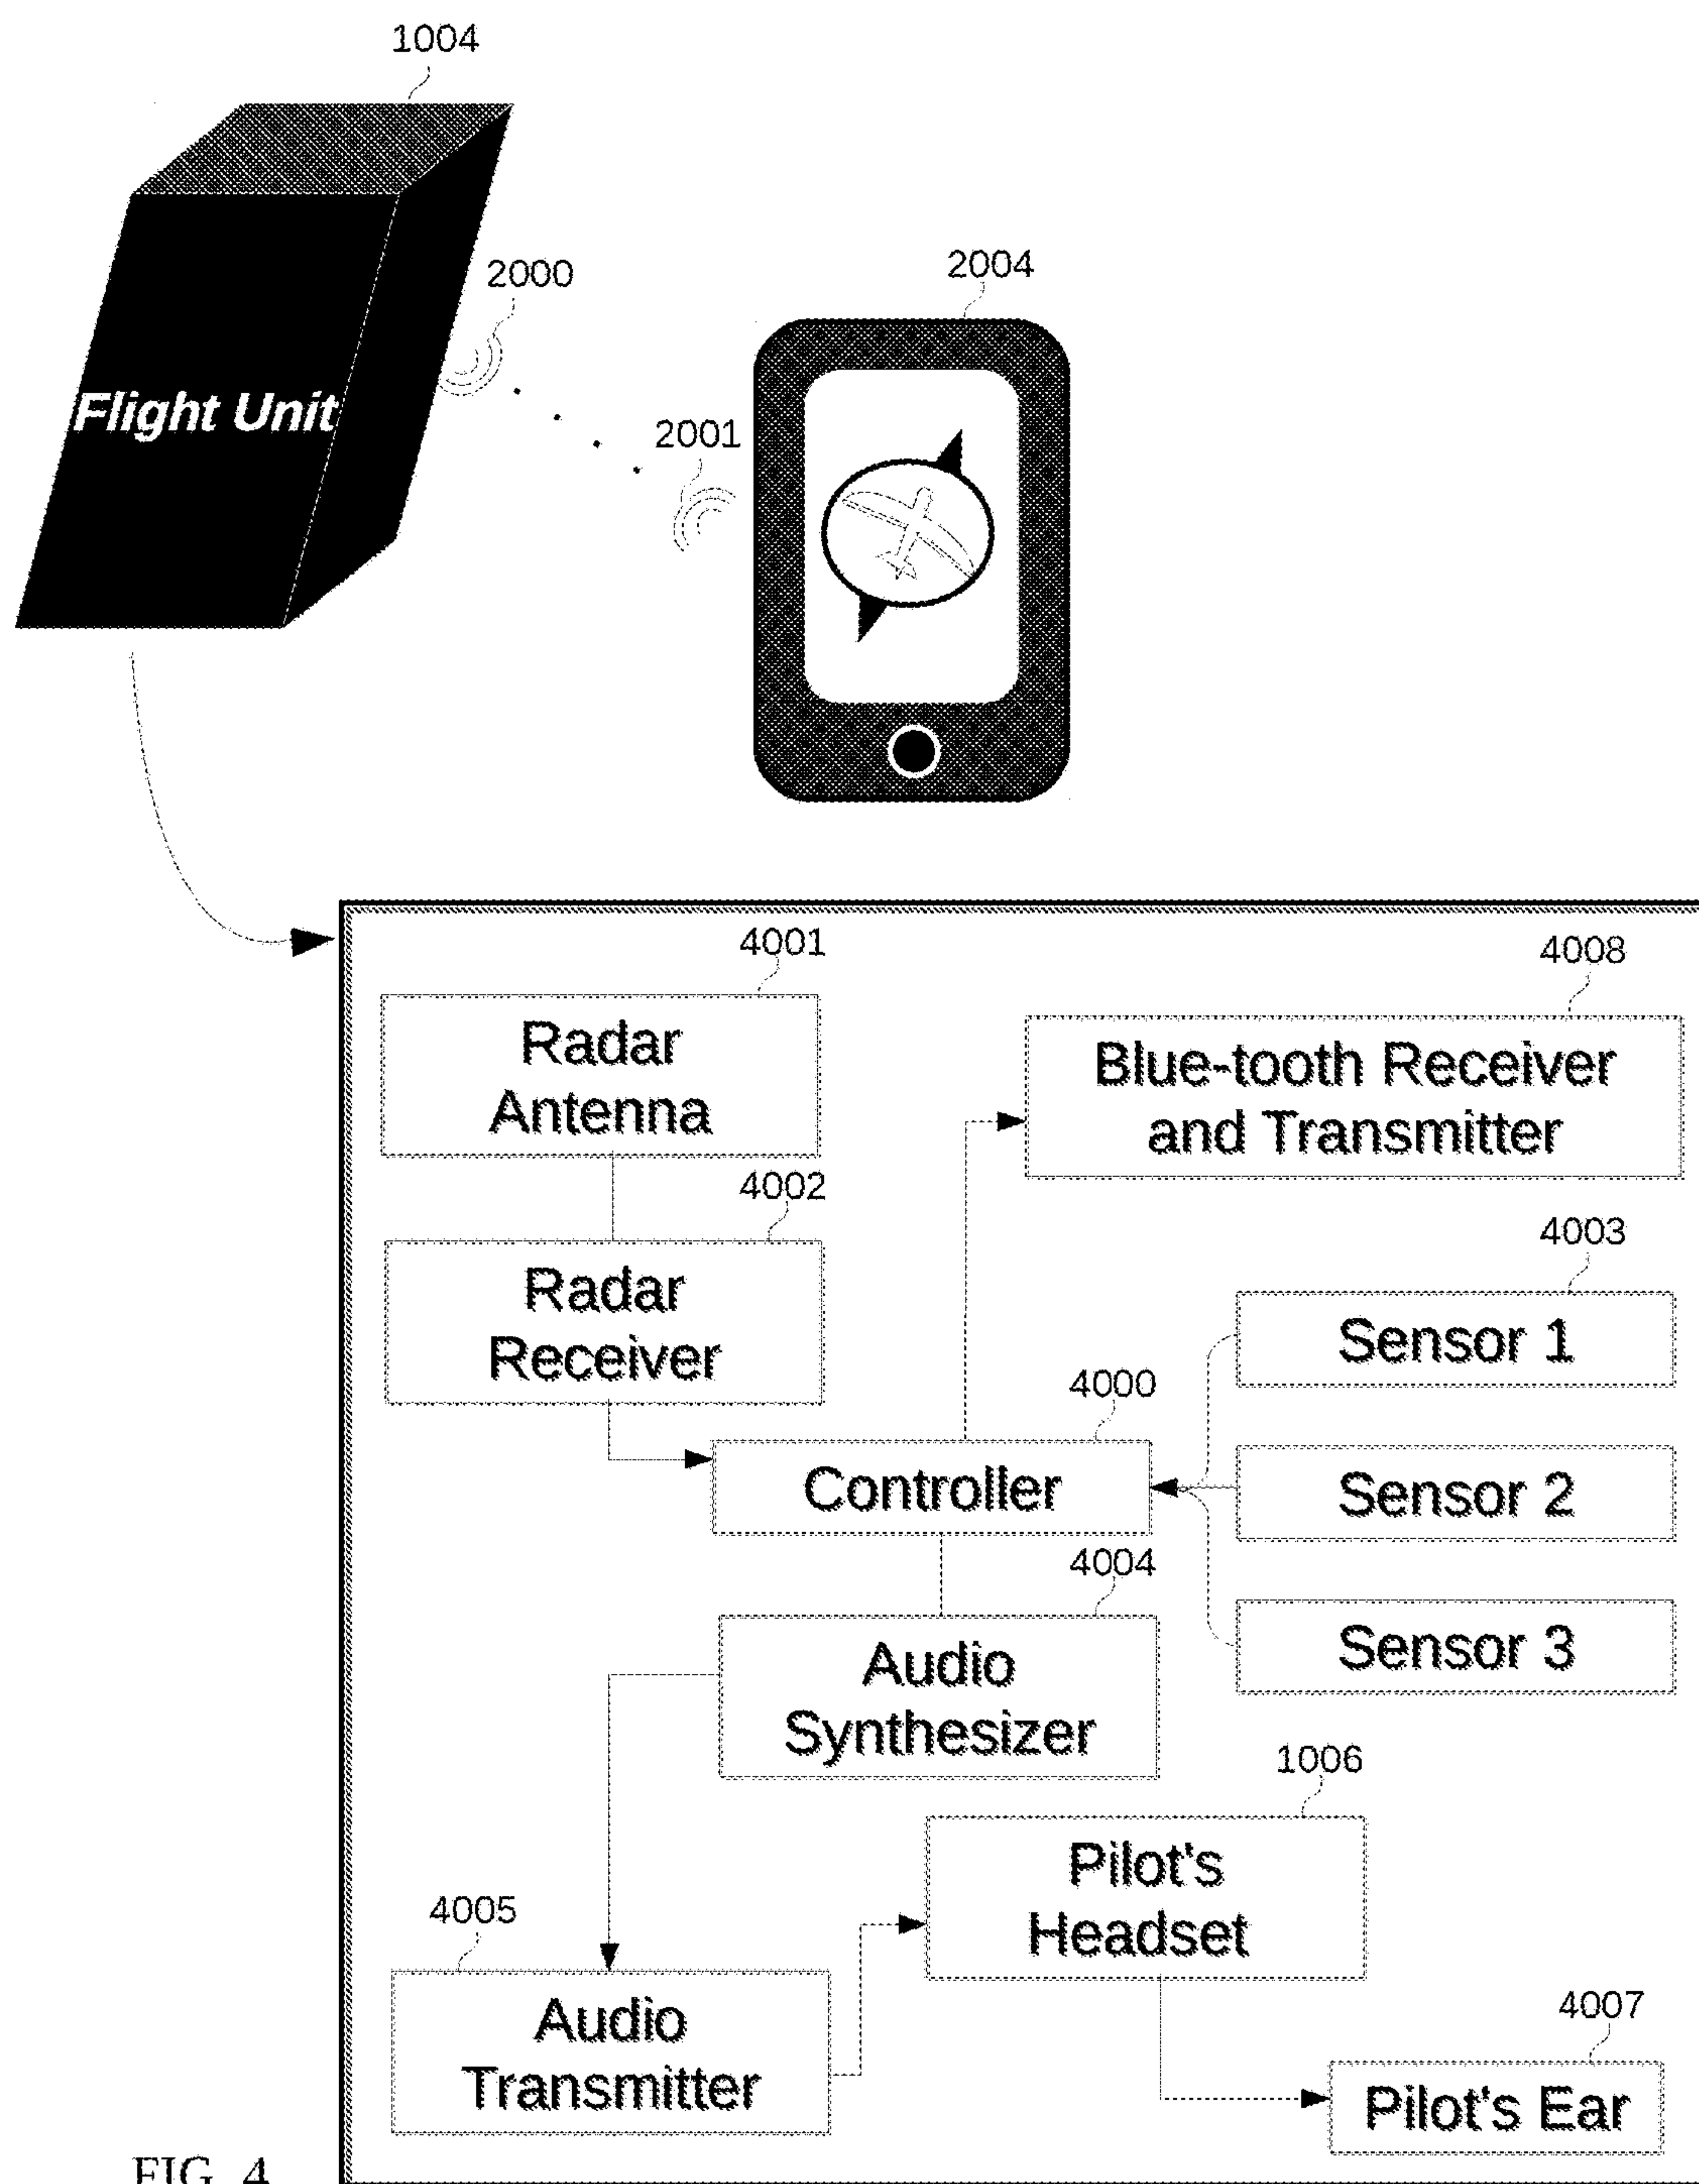 1004
2000
2004
Flight Unit
2001
4001
4008
Radar
Antenna
Blue-tooth Receiver
and Transmitter
4002
4003
Radar
Receiver
Sensor 1
4000
Controller
Sensor 2
4004
Audio
Synthesizer
Sensor 3
1006
Pilot's
Headset
4005
Audio
Transmitter
4007
Pilot's Ear
FIG. 4